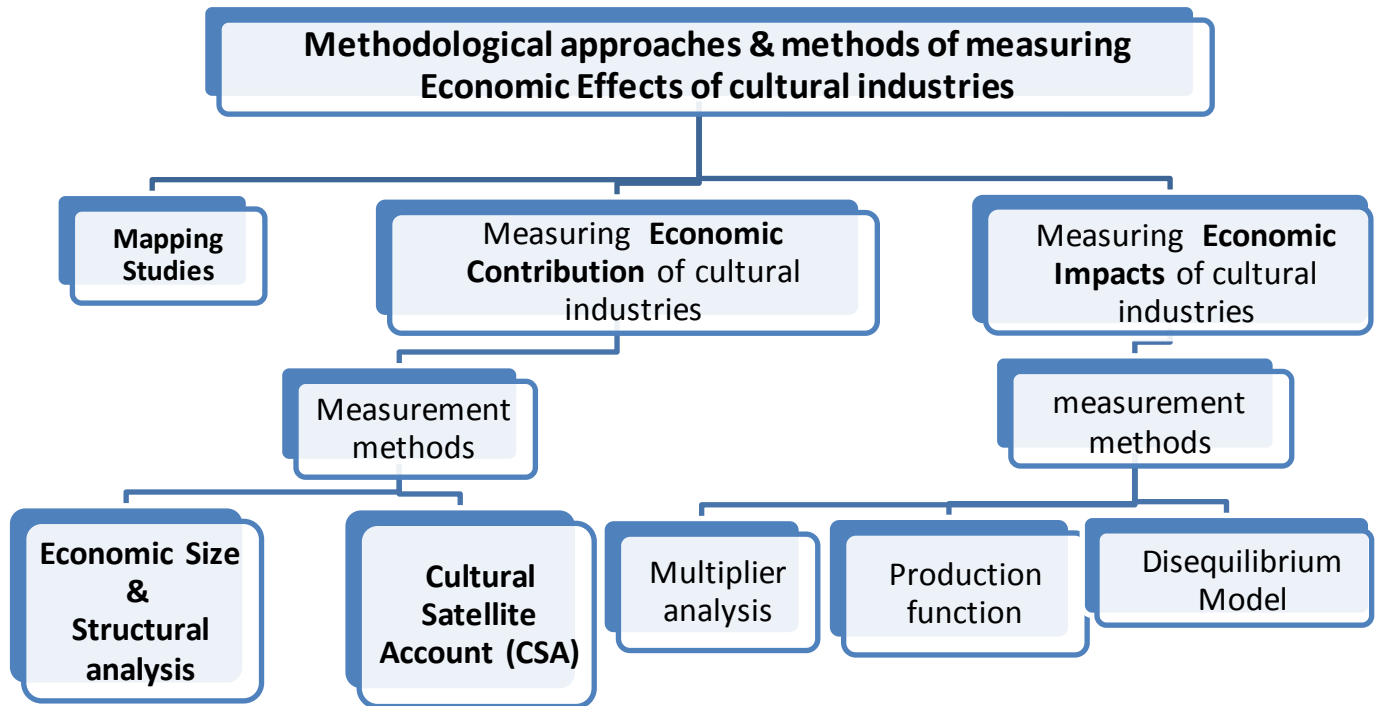 Methodological approaches & methods of measuring
Economic Effects of cultural industries
Mapping
Studies
Measuring Economic
Contribution of cultural
industries
Measuring Economic
Impacts of cultural
industries
Measurement
methods
measurement
methods
Economic Size
&
Structural
analysis
Cultural
Satellite
Account (CSA)
Multiplier
analysis
Production
function
Disequilibrium
Model